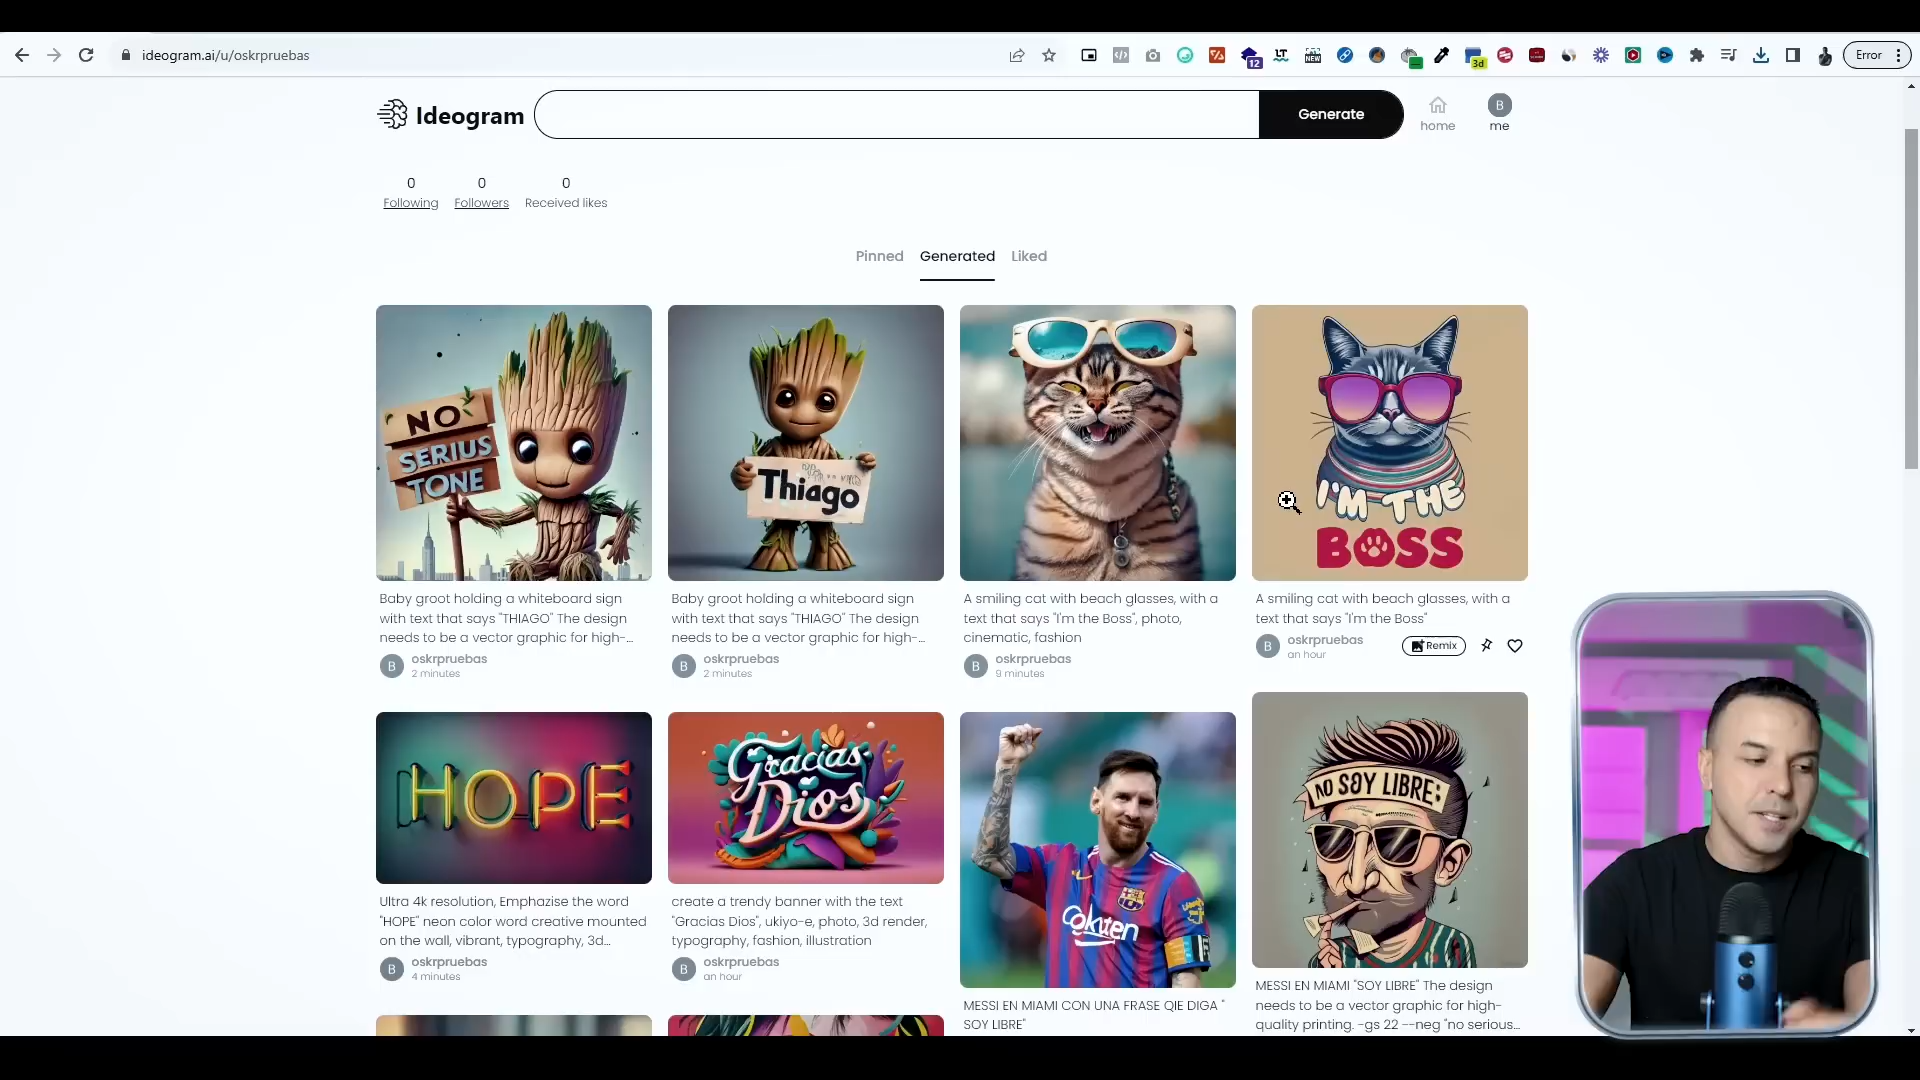 ideogram.ai/u/oskrpruebas
12
NEW
3d
Error
Ideogram
Generate
home
B
me
0
Following
0
Followers
0
Received likes
Pinned
Generated
Liked
NO
SERIUS
TONE
Thiago
I'M THE
BOSS
Baby groot holding a whiteboard sign
with text that says "THIAGO" The design
needs to be a vector graphic for high-...
B
oskrpruebas
2 minutes
Baby groot holding a whiteboard sign
with text that says "THIAGO" The design
needs to be a vector graphic for high-...
B
oskrpruebas
2 minutes
A smiling cat with beach glasses, with a
text that says "I'm the Boss", photo,
cinematic, fashion
B
oskrpruebas
9 minutes
A smiling cat with beach glasses, with a
text that says "I'm the Boss"
B
oskrpruebas
an hour
Remix
HOPE
Gracias
Dios
Cokuten
NO SOY LIBRE:
Ultra 4k resolution, Emphazise the word
"HOPE" neon color word creative mounted
on the wall, vibrant, typography, 3d...
B
oskrpruebas
4 minutes
create a trendy banner with the text
"Gracias Dios", ukiyo-e, photo, 3d render,
typography, fashion, illustration
B
oskrpruebas
an hour
MESSI EN MIAMI CON UNA FRASE QIE DIGA "
SOY LIBRE"
MESSI EN MIAMI "SOY LIBRE" The design
needs to be a vector graphic for high-
quality printing. -gs 22 --neg "no serious...